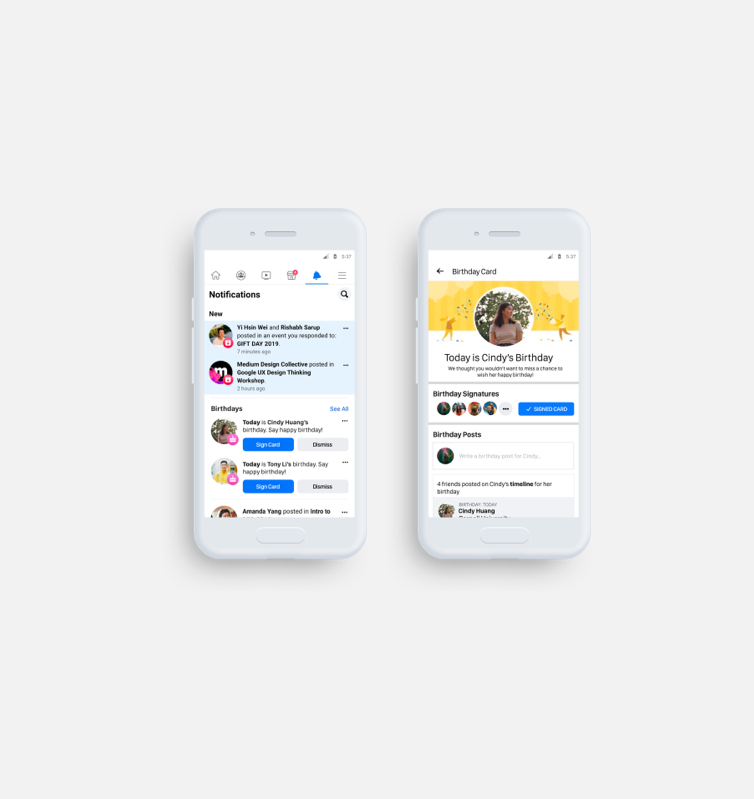 5:37
4
Notifications
New
Yi Hsin Wei and Rishabh Sarup
posted in an event you responded to:
GIFT DAY 2019.
7 minutes ago
Medium Design Collective posted in
Google UX Design Thinking
Workshop.
2 hours ago
Birthdays
See All
Today is Cindy Huang's
birthday. Say happy birthday!
Sign Card
Dismiss
Today is Tony Li's birthday. Say
happy birthday!
Sign Card
Dismiss
Amanda Yang posted in Intro to
5:37
Birthday Card
Today is Cindy's Birthday
We thought you wouldn't want to miss a chance to
wish her happy birthday!
Birthday Signatures
SIGNED CARD
Birthday Posts
Write a birthday post for Cindy...
4 friends posted on Cindy's timeline for her
birthday
BIRTHDAY TODAY
Cindy Huang